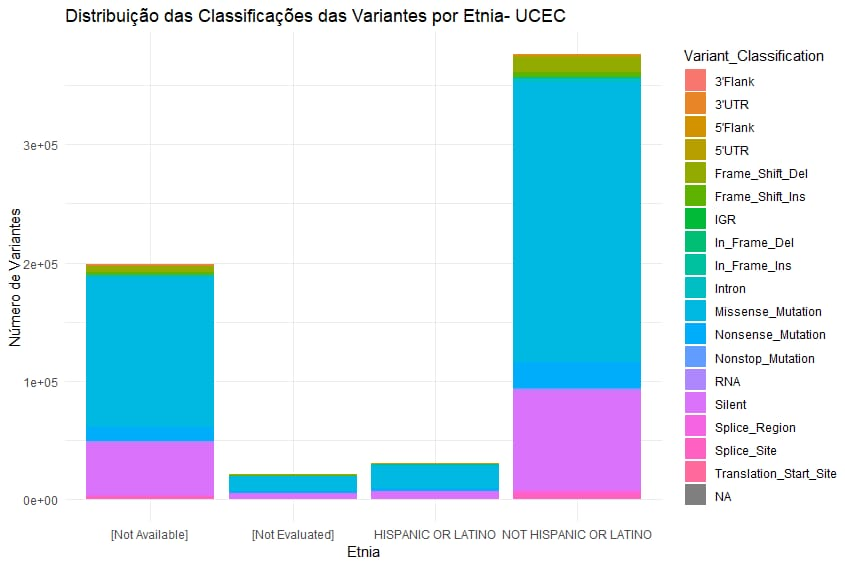 Distribuição das Classificações das Variantes por Etnia- UCEC
Número de Variantes
3e+05
2e+05
1e+05
0e+00
[Not Available]
[Not Evaluated]
HISPANIC OR LATINO
NOT HISPANIC OR LATINO
Etnia
Variant_Classification
3'Flank
3'UTR
5'Flank
5'UTR
Frame_Shift_Del
Frame_Shift_Ins
IGR
In_Frame_Del
In_Frame_Ins
Intron
Missense_Mutation
Nonsense_Mutation
Nonstop_Mutation
RNA
Silent
Splice_Region
Splice_Site
Translation_Start_Site
NA